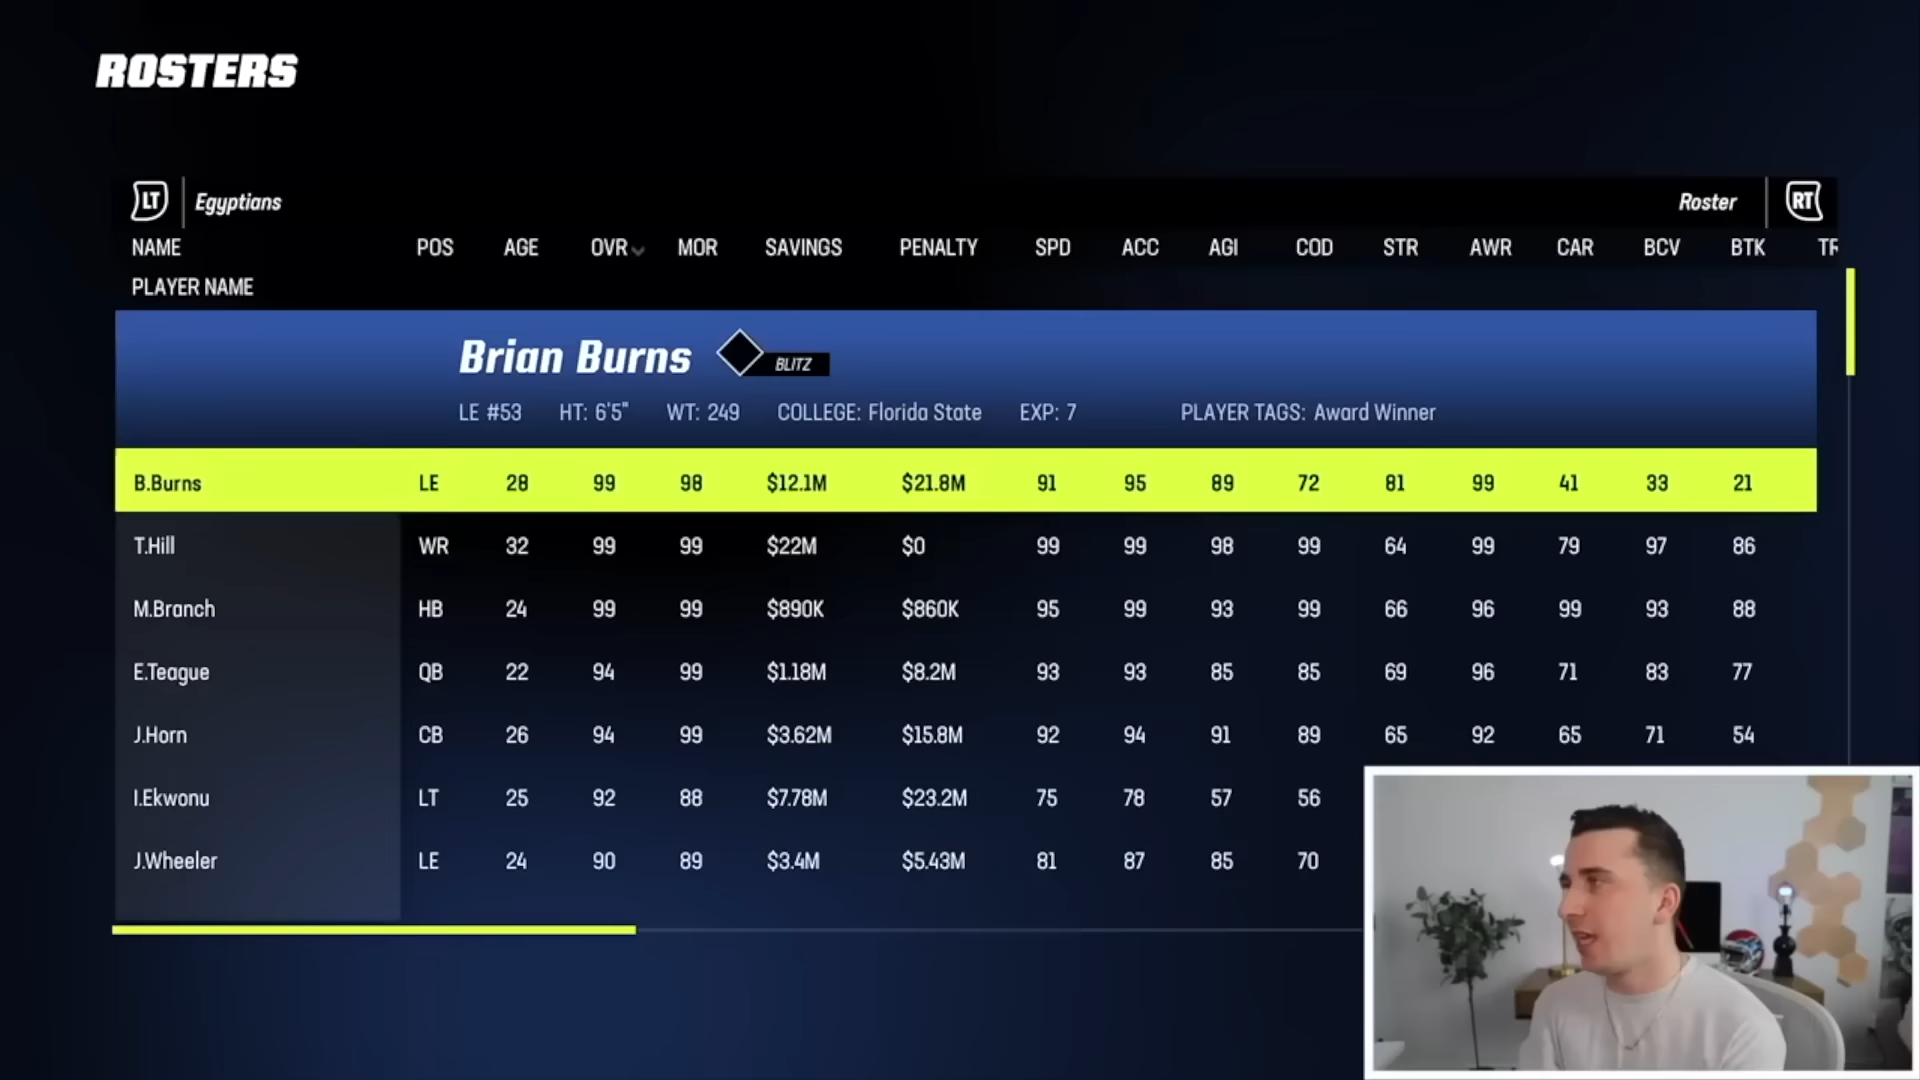 ROSTERS
LT Egyptians Roster RT
NAME POS AGE OVR MOR SAVINGS PENALTY SPD ACC AGI COD STR AWR CAR BCV BTK TR
PLAYER NAME
Brian Burns BLITZ
LE #53 HT: 6'5" WT: 249 COLLEGE: Florida State EXP: 7 PLAYER TAGS: Award Winner
B.Burns LE 28 99 98 $12.1M $21.8M 91 95 89 72 81 99 41 33 21
T.Hill WR 32 99 99 $22M $0 99 99 98 99 64 99 79 97 86
M.Branch HB 24 99 99 $890K $860K 95 99 93 99 66 96 99 93 88
E.Teague QB 22 94 99 $1.18M $8.2M 93 93 85 85 69 96 71 83 77
J.Horn CB 26 94 99 $3.62M $15.8M 92 94 91 89 65 92 65 71 54
I.Ekwonu LT 25 92 88 $7.78M $23.2M 75 78 57 56
J.Wheeler LE 24 90 89 $3.4M $5.43M 81 87 85 70